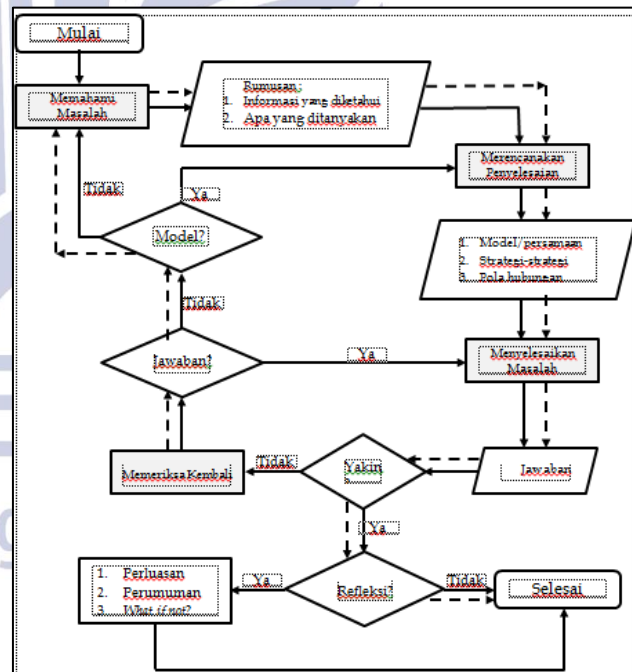 Mulai
Memahami
Masalah
Rumusan :
1. Informasi yang diketahui
2. Apa yang ditanyakan
Merencanakan
Penyelesaian
Tidak
Ya
Model?
1. Model/ persamaan
2. Strategi-strategi
3. Pola hubungan
Tidak
Jawaban?
Ya
Menyelesaikan
Masalah
Memeriksa Kembali
Tidak
Yakin
Jawaban
Ya
1. Perluasan
2. Perumuman
3. What if not?
Ya
Refleksi?
Tidak
Selesai